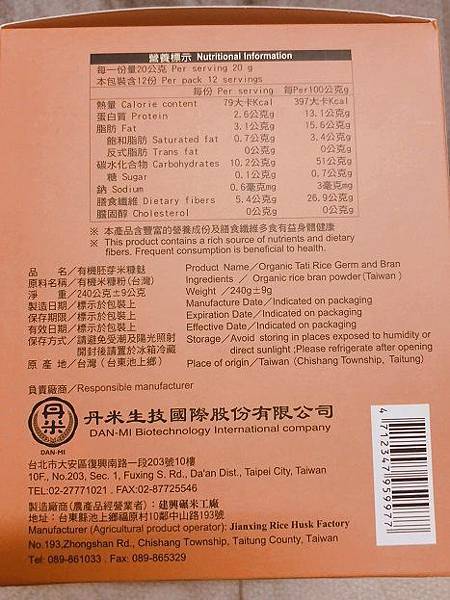 營養標示 Nutritional Information
每一份量20公克 Per serving 20 g
本包裝含12份 Per pack 12 servings
每份 Per serving 每Per100公克g
熱量 Calorie content 79大卡Kcal 397大卡Kcal
蛋白質 Protein 2.6公克g 13.1公克g
脂肪 Fat 3.1公克g 15.6公克g
飽和脂肪 Saturated fat 0.7公克g 3.4公克g
反式脂肪 Trans fat 0公克g 0公克g
碳水化合物 Carbohydrates 10.2公克g 51公克g
糖 Sugar 0.1公克g 0.7公克g
鈉 Sodium 0.6毫克mg 3毫克mg
膳食纖維 Dietary fibers 5.4公克g 26.9公克g
膽固醇 Cholesterol 0公克g 0公克g
※ 本產品含豐富的營養成份及膳食纖維多食有益身體健康
※ This product contains a rich source of nutrients and dietary
fibers. Frequent consumption is beneficial to health.
品 名/有機胚芽米糠麩 Product Name/Organic Tati Rice Germ and Bran
原料名稱/有機米糠粉(台灣) Ingredients / Organic rice bran powder(Taiwan)
淨 重/240公克±9公克 Weight /240g±9g
製造日期/標示於包裝上 Manufacture Date/Indicated on packaging
保存期限/標示於包裝上 Expiration Date/Indicated on packaging
有效日期/標示於包裝上 Effective Date/Indicated on packaging
保存方式/請避免受潮及陽光照射 Storage/Avoid storing in places exposed to humidity or
開封後請置於冰箱冷藏 direct sunlight ;Please refrigerate after opening
原產地/台灣(台東池上鄉) Place of origin/Taiwan (Chishang Township, Taitung)
負責廠商/Responsible manufacturer
丹米
DAN-MI
丹米生技國際股份有限公司
DAN-MI Biotechnology International company
台北市大安區復興南路一段203號10樓
10F., No.203, Sec. 1, Fuxing S. Rd., Da'an Dist., Taipei City, Taiwan
TEL:02-27771021 . FAX:02-87725546
製造廠商(農產品經營業者): 建興碾米工廠
地址:台東縣池上鄉福原村10鄰中山路193號
Manufacturer (Agricultural product operator): Jianxing Rice Husk Factory
No.193,Zhongshan Rd., Chishang Township, Taitung County, Taiwan
Tel: 089-861033 . Fax: 089-865329
4712347959977